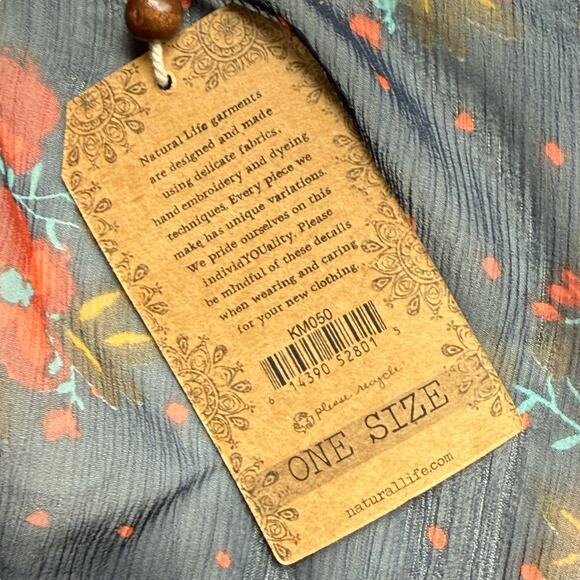 Natural Life garments
are designed and made
using delicate fabrics,
hand embroidery and dyeing
techniques. Every piece we
make has unique variations.
We pride ourselves on this
individYOUality. Please
be mindful of these details
when wearing and caring
for your new clothing.
KM050
6 14390 52801 5
please recycle
ONE SIZE
naturallife.com